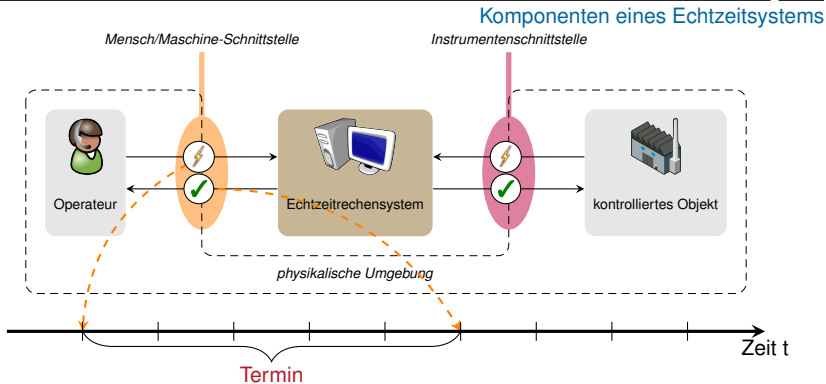 Komponenten eines Echtzeitsystems
Mensch/Maschine-Schnittstelle
Instrumentenschnittstelle
Operateur
Echtzeitrechensystem
kontrolliertes Objekt
physikalische Umgebung
Zeit t
Termin